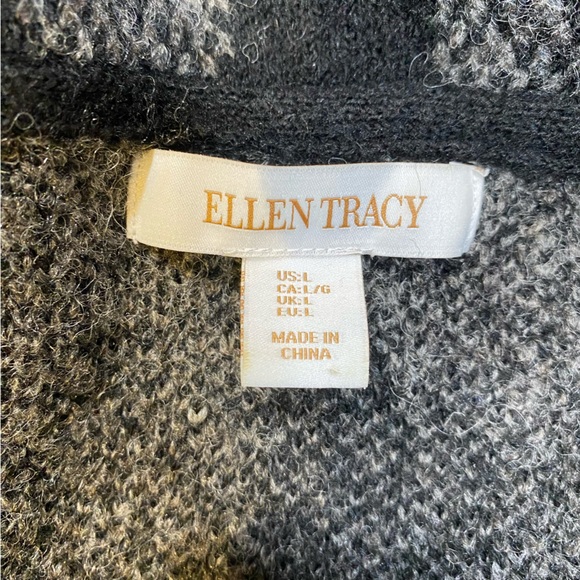 ELLEN TRACY
US:L
CA:L/G
UK:L
EU:L
MADE IN
CHINA